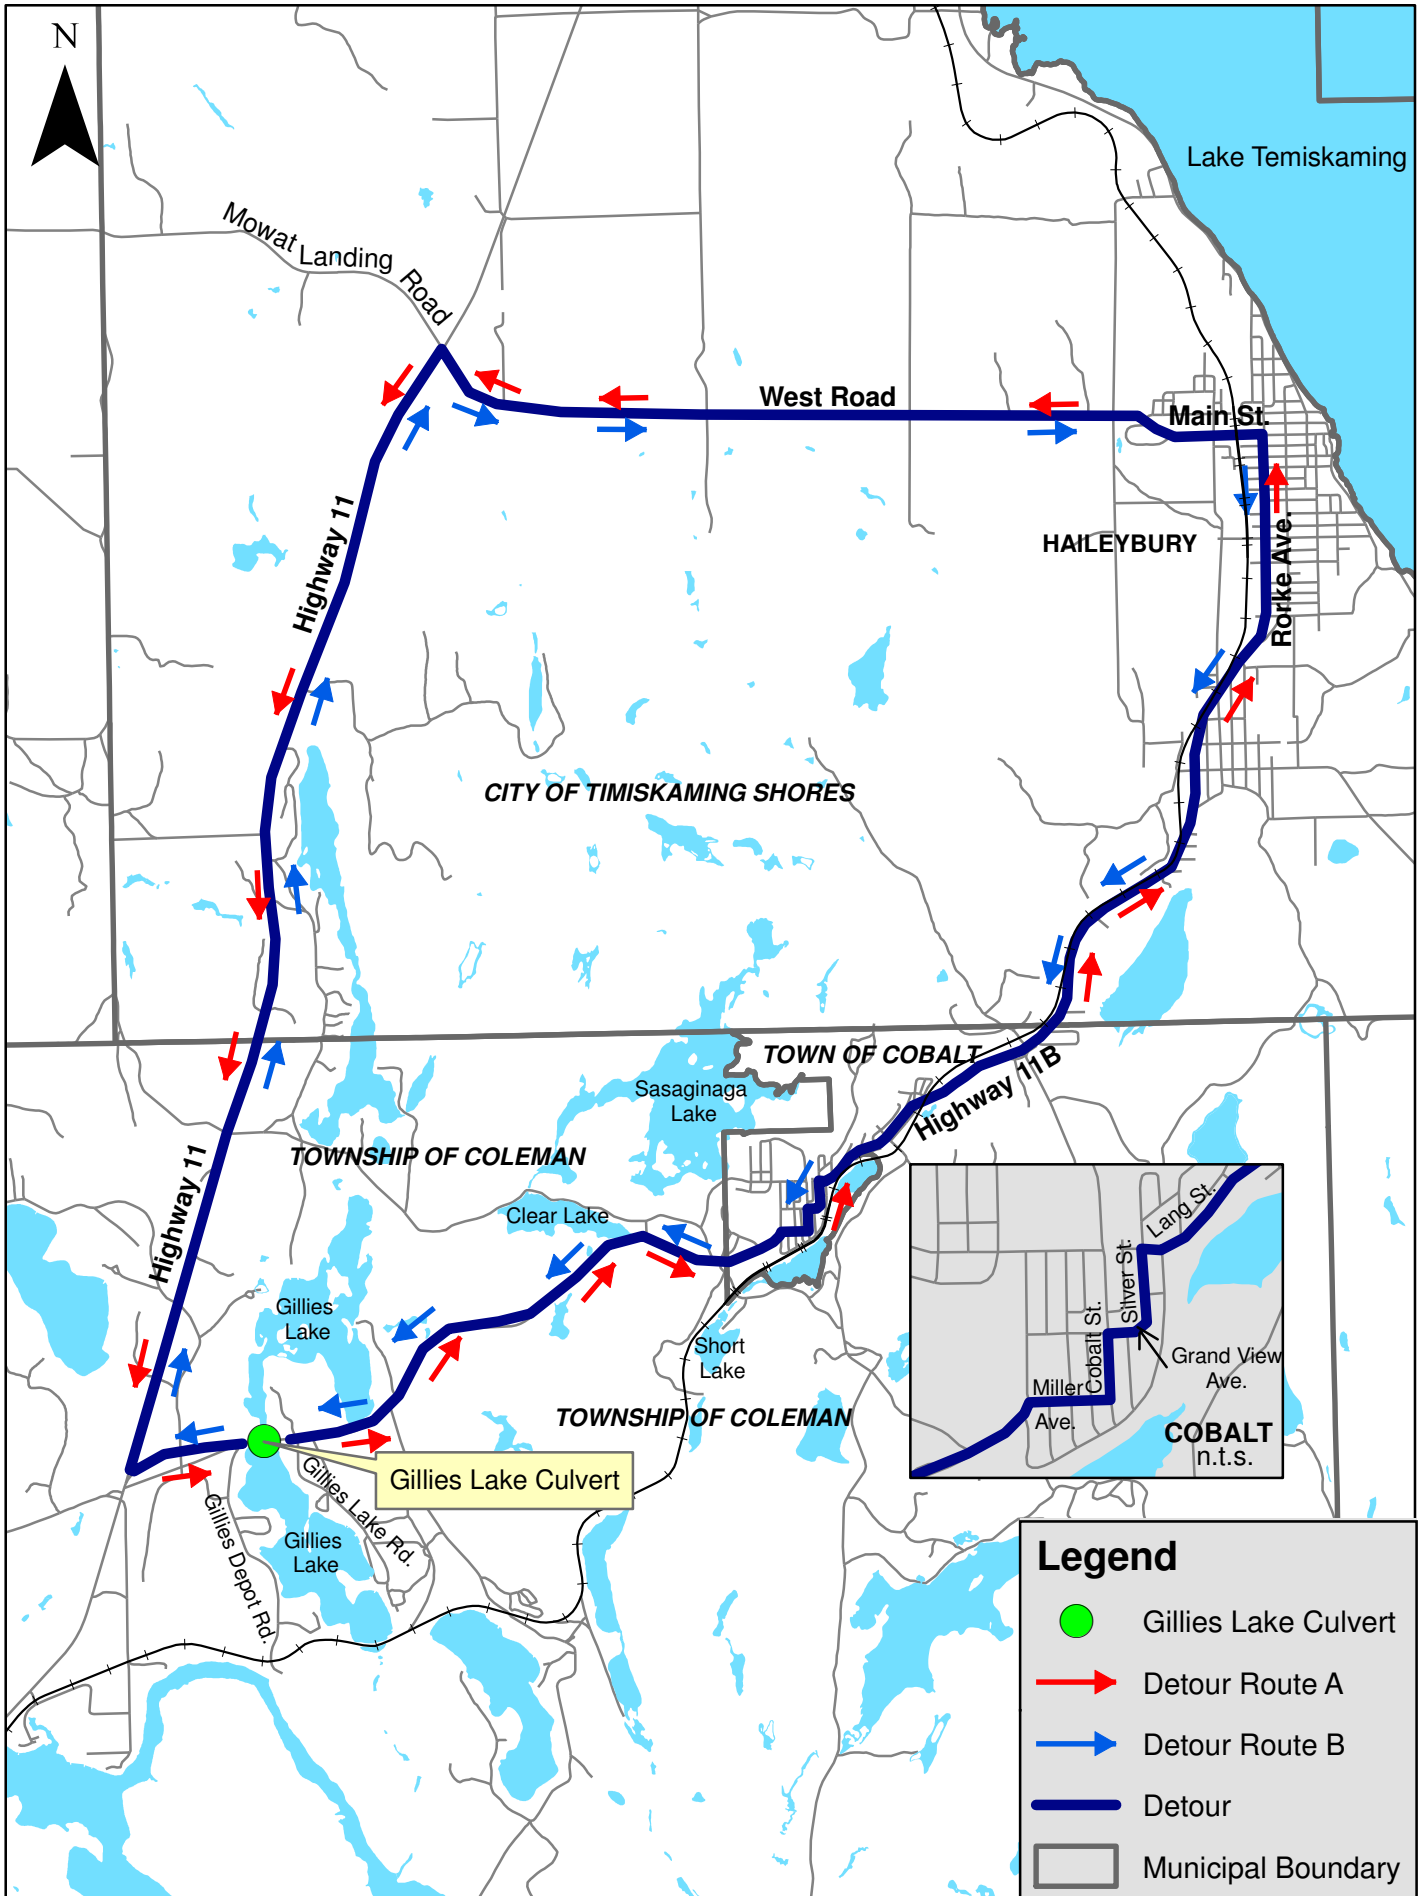 N
Lake Temiskaming
Mowat
Landing
Road
West Road
Main St.
Highway 11
HAILEYBURY
Rorke Ave.
CITY OF TIMISKAMING SHORES
TOWN OF COBALT
Sasaginaga
Lake
Highway 11B
TOWNSHIP OF COLEMAN
Highway 11
Clear Lake
Gillies
Lake
Short
Lake
TOWNSHIP OF COLEMAN
Lang St.
Silver St.
Cobalt St.
Grand View
Ave.
Miller
Ave.
COBALT
n.t.s.
Gillies Lake Culvert
Gillies Lake Rd.
Gillies Depot Rd.
Gillies
Lake
Legend
Gillies Lake Culvert
Detour Route A
Detour Route B
Detour
Municipal Boundary